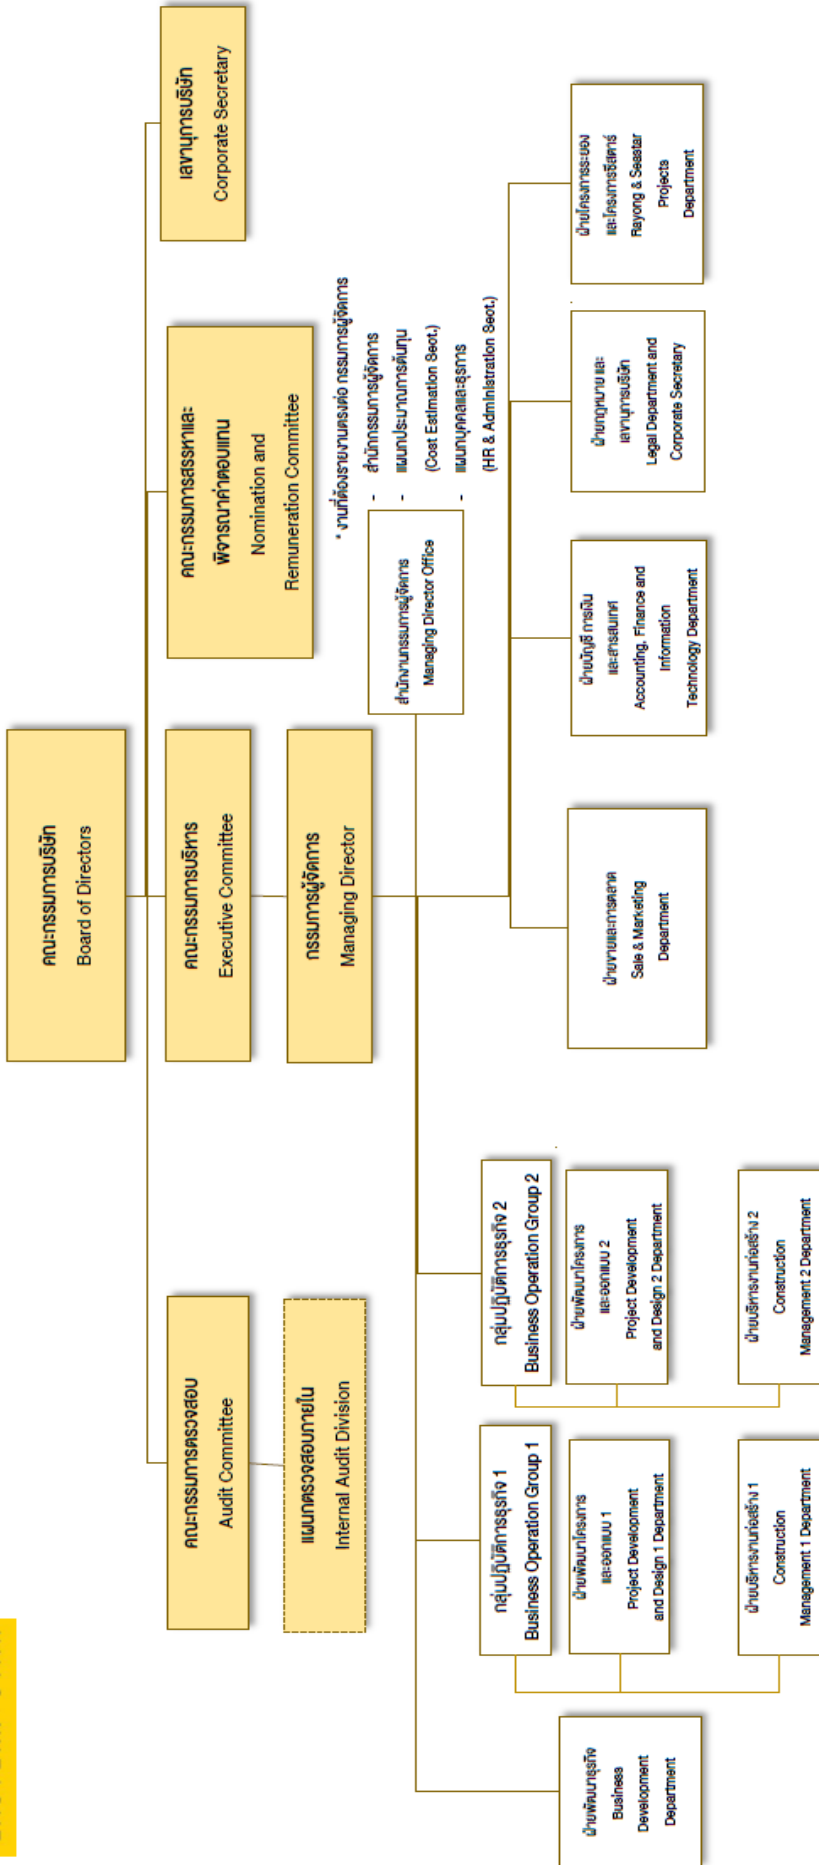 คณะกรรมการบริษัท
Board of Directors
เลขานุการบริษัท
Corporate Secretary
คณะกรรมการสรรหาและ
พิจารณาค่าตอบแทน
Nomination and
Remuneration Committee
คณะกรรมการบริหาร
Executive Committee
คณะกรรมการตรวจสอบ
Audit Committee
แผนกตรวจสอบภายใน
Internal Audit Division
กรรมการผู้จัดการ
Managing Director
* งานที่ต้องรายงานตรงต่อ กรรมการผู้จัดการ
- สำนักกรรมการผู้จัดการ
- แผนกประมาณการต้นทุน
(Cost Estimation Sect.)
- แผนกบุคคลและธุรการ
(HR & Administration Sect.)
สำนักงานกรรมการผู้จัดการ
Managing Director Office
ฝ่ายพัฒนาธุรกิจ
Business
Development
Department
กลุ่มปฏิบัติการธุรกิจ 1
Business Operation Group 1
ฝ่ายพัฒนาโครงการ
และออกแบบ 1
Project Development
and Design 1 Department
ฝ่ายบริหารงานก่อสร้าง 1
Construction
Management 1 Department
กลุ่มปฏิบัติการธุรกิจ 2
Business Operation Group 2
ฝ่ายพัฒนาโครงการ
และออกแบบ 2
Project Development
and Design 2 Department
ฝ่ายบริหารงานก่อสร้าง 2
Construction
Management 2 Department
ฝ่ายขายและการตลาด
Sale & Marketing
Department
ฝ่ายบัญชี การเงิน
และสารสนเทศ
Accounting, Finance and
Information
Technology Department
ฝ่ายกฎหมาย และ
เลขานุการบริษัท
Legal Department and
Corporate Secretary
ฝ่ายโครงการระยอง
และโครงการซีสตาร์
Rayong & Seastar
Projects
Department